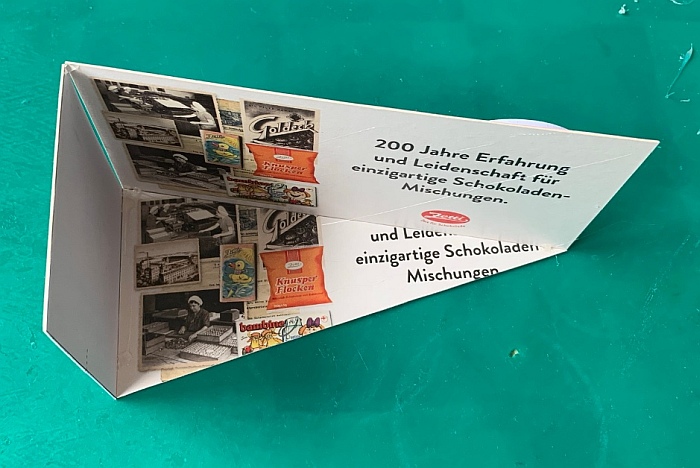 Goldeck
Knusper
Flocken
200 Jahre Erfahrung
und Leidenschaft für
einzigartige Schokoladen-
Mischungen.
Zetti
Golde
Knusper
Flocken
bambina
und Leiden
einzigartige Schokoladen
Mischungen